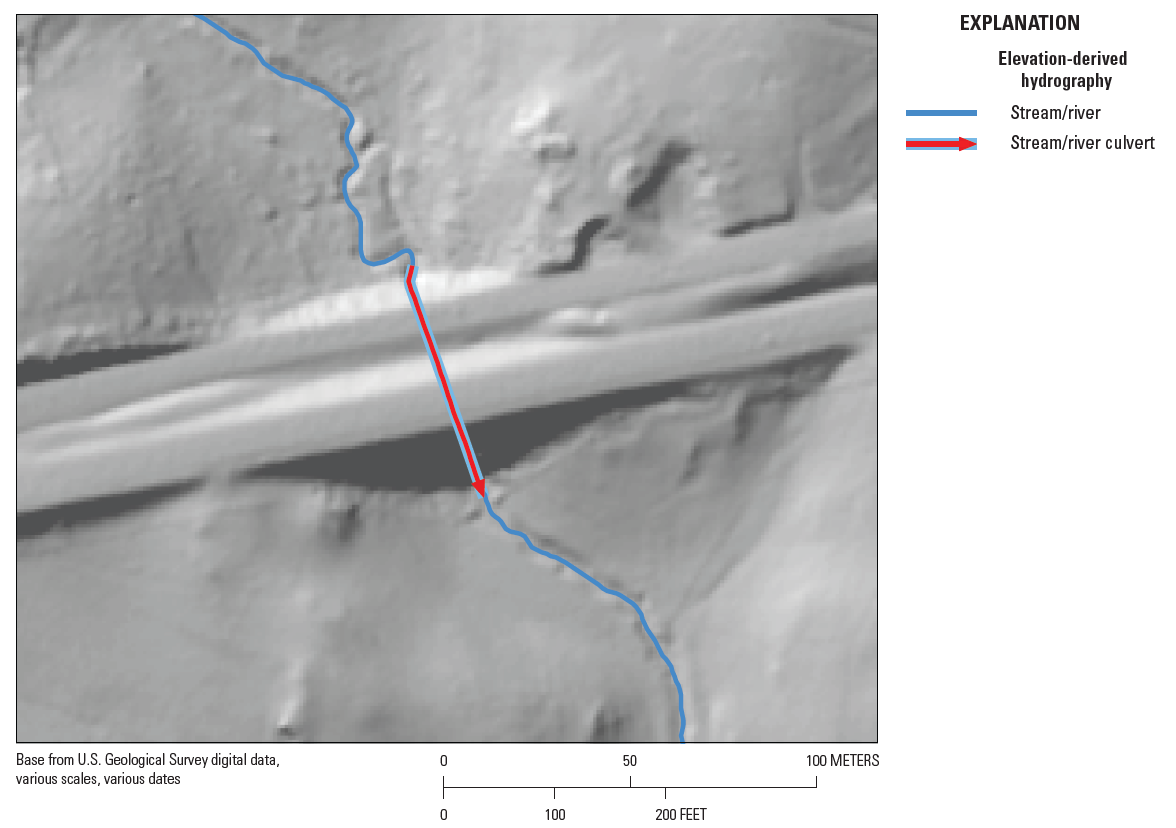 EXPLANATION
Elevation-derived
hydrography
Stream/river
Stream/river culvert
Base from U.S. Geological Survey digital data,
various scales, various dates
0 50 100 METERS
0 100 200 FEET